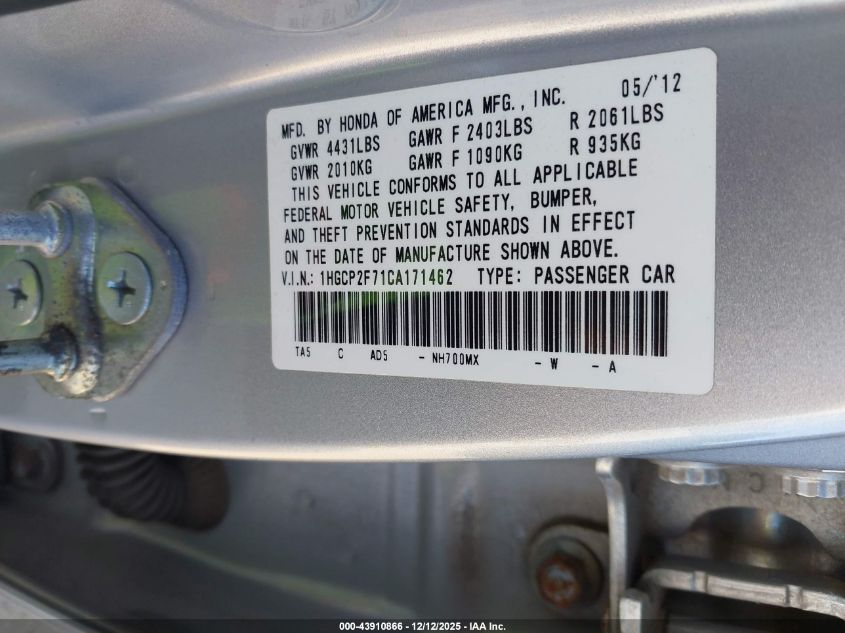 MFD. BY HONDA OF AMERICA MFG., INC. 05/'12
GVWR 4431LBS GAWR F 2403LBS R 2061LBS
GVWR 2010KG GAWR F 1090KG R 935KG
THIS VEHICLE CONFORMS TO ALL APPLICABLE
FEDERAL MOTOR VEHICLE SAFETY, BUMPER,
AND THEFT PREVENTION STANDARDS IN EFFECT
ON THE DATE OF MANUFACTURE SHOWN ABOVE.
V.I.N.: 1HGCP2F71CA171462 TYPE: PASSENGER CAR
TA5 C AD5 - NH700MX - W - A
000-43910866 - 12/12/2025 - IAA Inc.